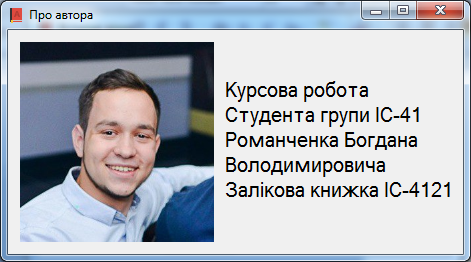 Про автора
Курсова робота
Студента групи ІС-41
Романченка Богдана
Володимировича
Залікова книжка ІС-4121